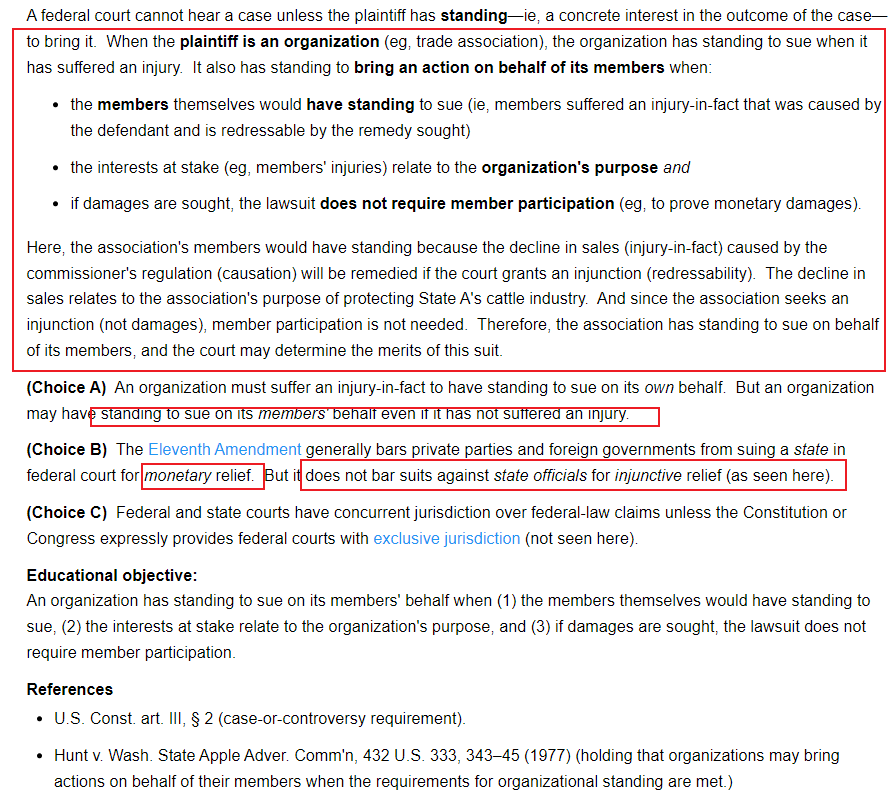 A federal court cannot hear a case unless the plaintiff has standing—ie, a concrete interest in the outcome of the case—
to bring it. When the plaintiff is an organization (eg, trade association), the organization has standing to sue when it
has suffered an injury. It also has standing to bring an action on behalf of its members when:
• the members themselves would have standing to sue (ie, members suffered an injury-in-fact that was caused by
the defendant and is redressable by the remedy sought)
• the interests at stake (eg, members' injuries) relate to the organization's purpose and
• if damages are sought, the lawsuit does not require member participation (eg, to prove monetary damages).
Here, the association's members would have standing because the decline in sales (injury-in-fact) caused by the
commissioner's regulation (causation) will be remedied if the court grants an injunction (redressability). The decline in
sales relates to the association's purpose of protecting State A's cattle industry. And since the association seeks an
injunction (not damages), member participation is not needed. Therefore, the association has standing to sue on behalf
of its members, and the court may determine the merits of this suit.
(Choice A) An organization must suffer an injury-in-fact to have standing to sue on its own behalf. But an organization
may have standing to sue on its members' behalf even if it has not suffered an injury.
(Choice B) The Eleventh Amendment generally bars private parties and foreign governments from suing a state in
federal court for monetary relief. But it does not bar suits against state officials for injunctive relief (as seen here).
(Choice C) Federal and state courts have concurrent jurisdiction over federal-law claims unless the Constitution or
Congress expressly provides federal courts with exclusive jurisdiction (not seen here).
Educational objective:
An organization has standing to sue on its members' behalf when (1) the members themselves would have standing to
sue, (2) the interests at stake relate to the organization's purpose, and (3) if damages are sought, the lawsuit does not
require member participation.
References
• U.S. Const. art. III, § 2 (case-or-controversy requirement).
• Hunt v. Wash. State Apple Adver. Comm'n, 432 U.S. 333, 343–45 (1977) (holding that organizations may bring
actions on behalf of their members when the requirements for organizational standing are met.)